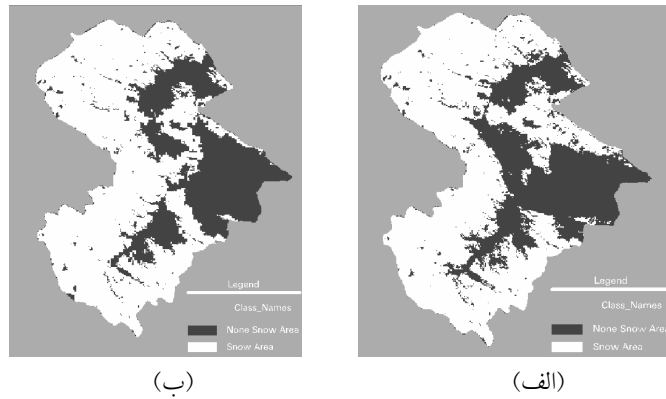 Legend
Class_Names
None Snow Area
Snow Area
(ب)
Legend
Class_Names
None Snow Area
Snow Area
(الف)